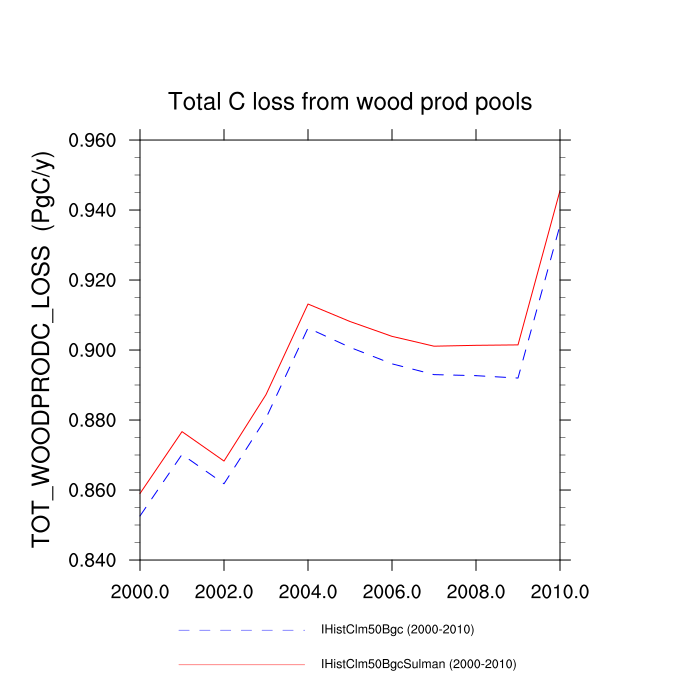 Total C loss from wood prod pools
TOT_WOODPRODC_LOSS (PgC/y)
0.960
0.940
0.920
0.900
0.880
0.860
0.840
2000.0 2002.0 2004.0 2006.0 2008.0 2010.0
IHistClm50Bgc (2000-2010)
IHistClm50BgcSulman (2000-2010)